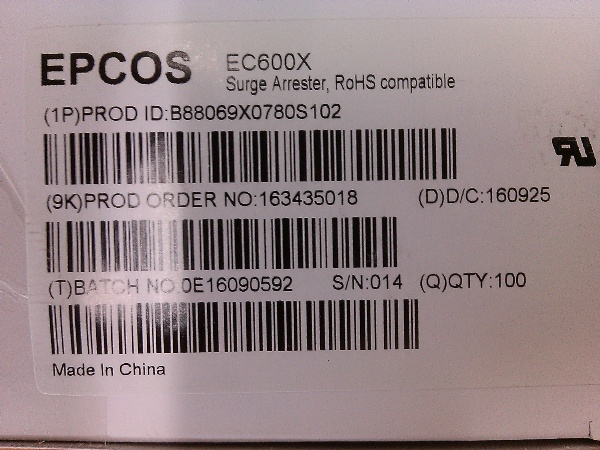 EPCOS EC600X
Surge Arrester, RoHS compatible
(1P)PROD ID:B88069X0780S102
(9K)PROD ORDER NO:163435018 (D)D/C:160925
(T)BATCH NO:0E16090592 S/N:014 (Q)QTY:100
Made In China